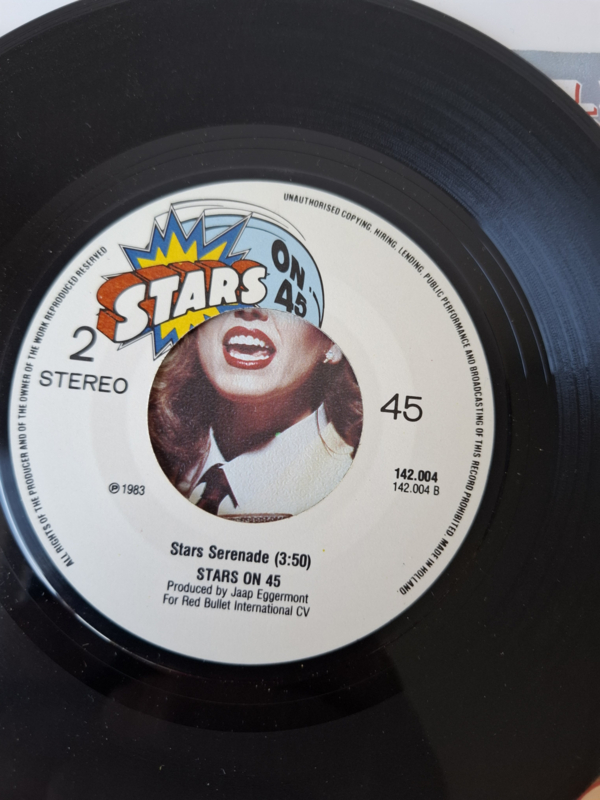 UNAUTHORISED COPYING, HIRING, LENDING, PUBLIC PERFORMANCE AND BROADCASTING OF THIS RECORD PROHIBITED. MADE IN HOLLAND.
ALL RIGHTS OF THE PRODUCER AND OF THE OWNER OF THE WORK REPRODUCED RESERVED
STARS
ON
45
2
STEREO
45
℗ 1983
142.004
142.004 B
Stars Serenade (3:50)
STARS ON 45
Produced by Jaap Eggermont
For Red Bullet International CV